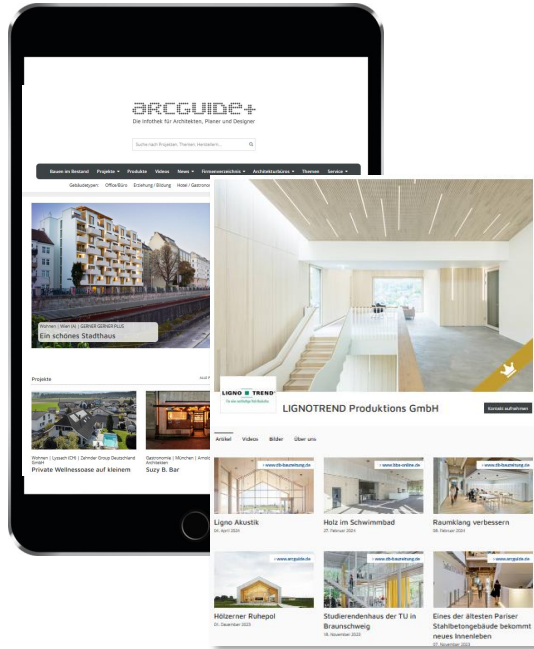 arcguide+
Die Infothek für Architekten, Planer und Designer
Suche nach Projekten, Themen, Herstellern...
Bauen im Bestand Projekte Produkte Videos News Firmenverzeichnis Architekturbüros Themen Service
Gebäudetypen: Office/Büro Erziehung / Bildung Hotel / Gastronomie
Wohnen | Wien (A) | GERNER GERNER PLUS
Ein schönes Stadthaus
Projekte
Wohnen | Lyssach (CH) | Zehnder Group Deutschland GmbH
Private Wellnessoase auf kleinem
Gastronomie | München | Arnold
Architekten
Suzy B. Bar
LIGNO TREND
LIGNOTREND Produktions GmbH
Kontakt aufnehmen
Artikel Videos Bilder Über uns
› www.db-bauzeitung.de
› www.bba-online.de
› www.db-bauzeitung.de
Ligno Akustik
24. April 2024
Holz im Schwimmbad
27. Februar 2024
Raumklang verbessern
08. Februar 2024
› www.arcguide.de
› www.db-bauzeitung.de
› www.arcguide.de
Hölzerner Ruhepol
01. Dezember 2023
Studierendenhaus der TU in
Braunschweig
18. November 2023
Eines der ältesten Pariser
Stahlbetongebäude bekommt
neues Innenleben
07. November 2023